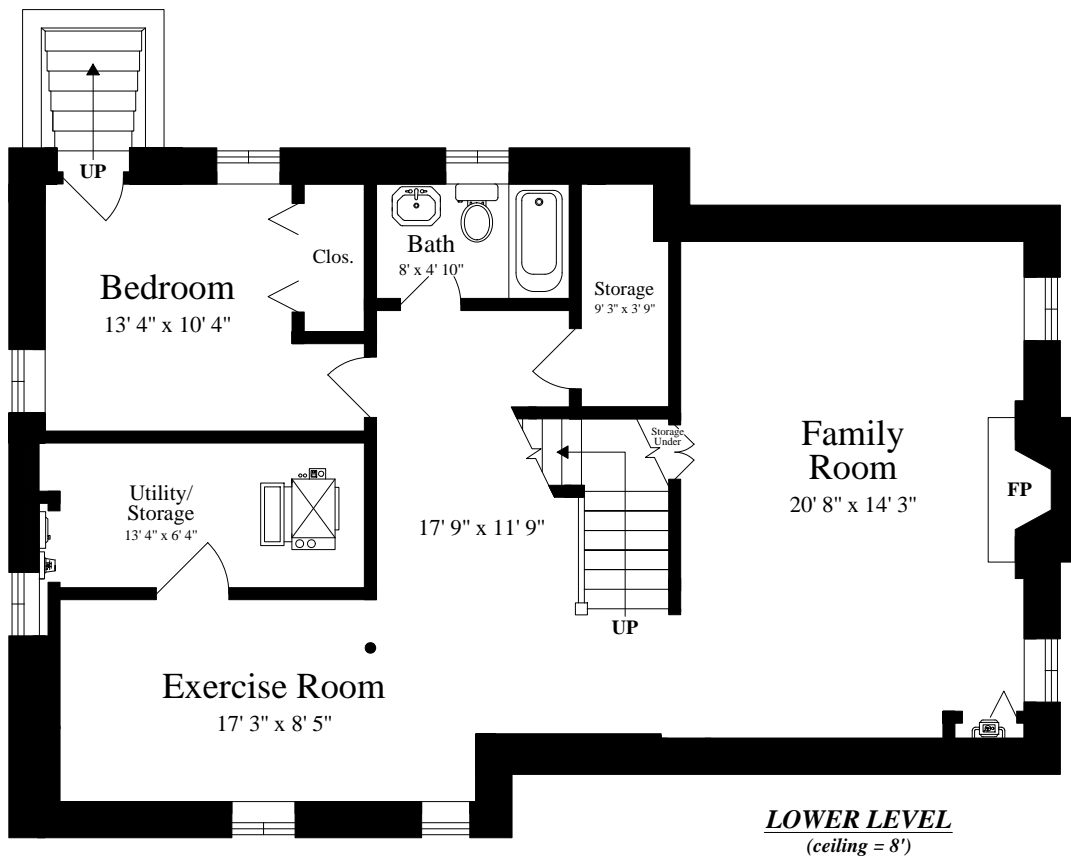 UP
Bedroom
13' 4" x 10' 4"
Clos.
Bath
8' x 4' 10"
Storage
9' 3" x 3' 9"
Storage
Under
Family
Room
20' 8" x 14' 3"
FP
Utility/
Storage
13' 4" x 6' 4"
17' 9" x 11' 9"
UP
Exercise Room
17' 3" x 8' 5"
LOWER LEVEL
(ceiling = 8')